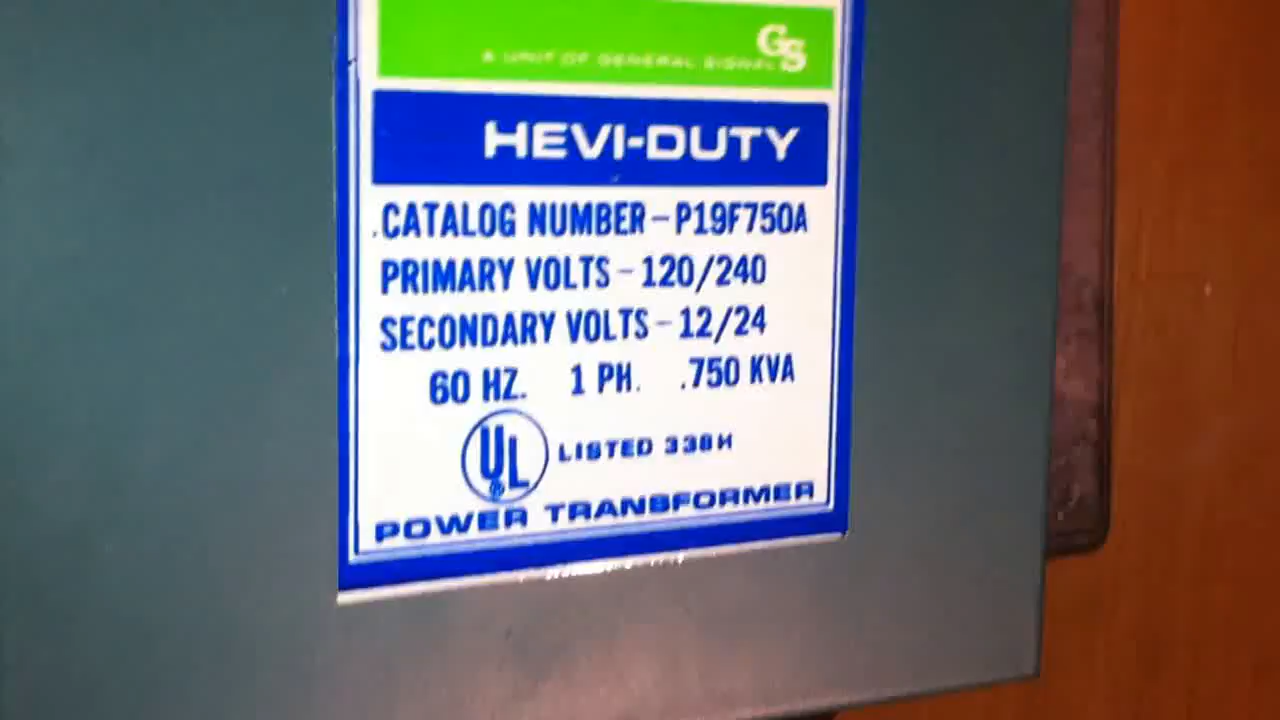 GS
A UNIT OF GENERAL SIGNAL
HEVI-DUTY
CATALOG NUMBER - P19F750A
PRIMARY VOLTS - 120/240
SECONDARY VOLTS - 12/24
60 HZ. 1 PH. .750 KVA
UL LISTED 338H
POWER TRANSFORMER